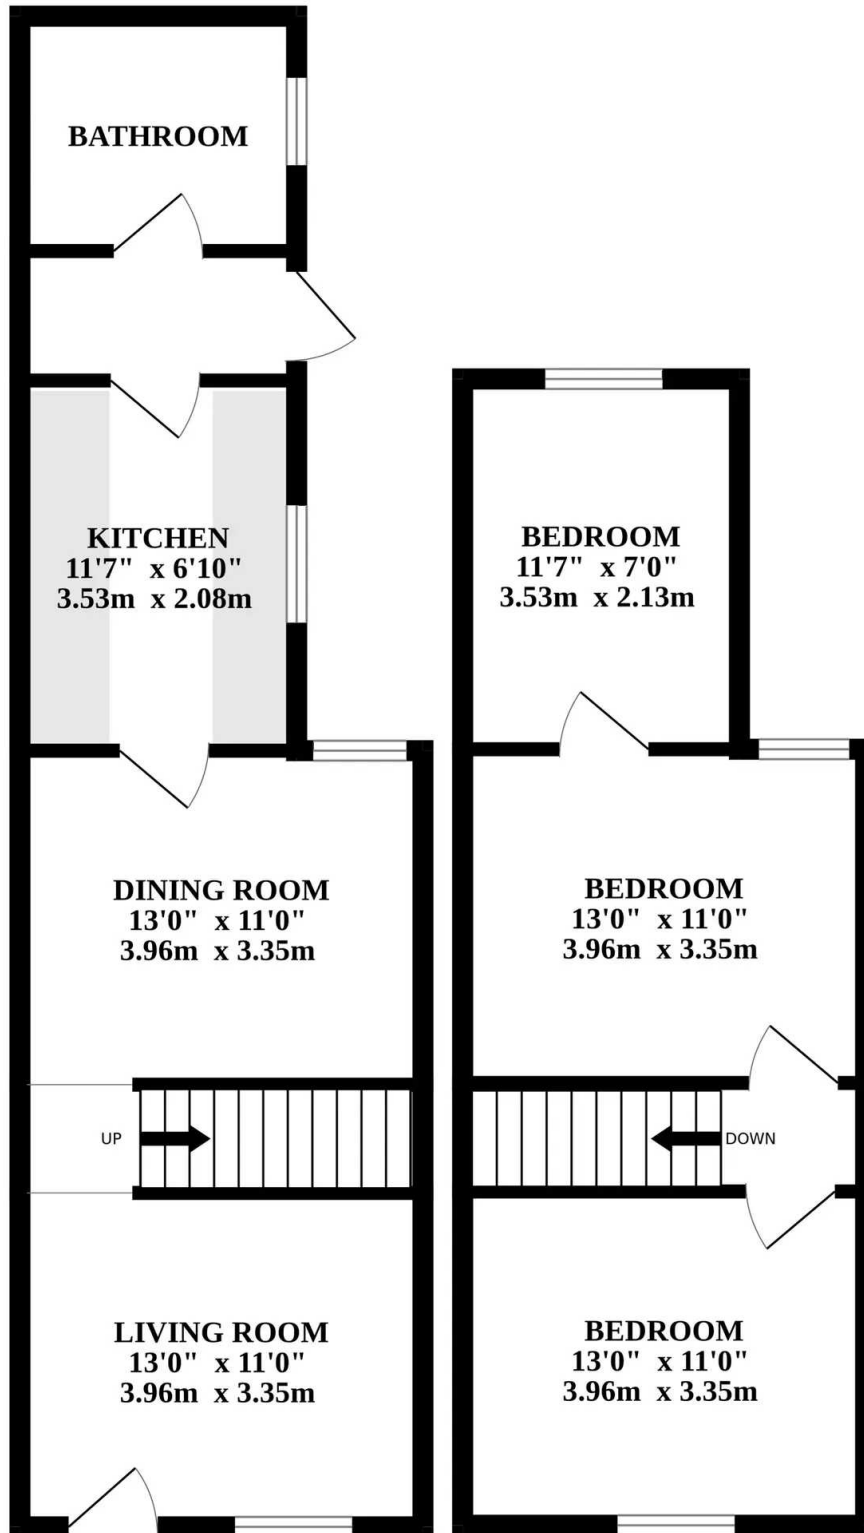 BATHROOM
KITCHEN
11'7" x 6'10"
3.53m x 2.08m
DINING ROOM
13'0" x 11'0"
3.96m x 3.35m
UP
LIVING ROOM
13'0" x 11'0"
3.96m x 3.35m
BEDROOM
11'7" x 7'0"
3.53m x 2.13m
BEDROOM
13'0" x 11'0"
3.96m x 3.35m
DOWN
BEDROOM
13'0" x 11'0"
3.96m x 3.35m